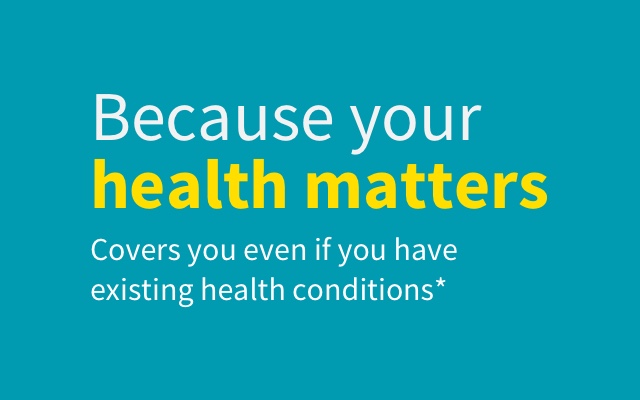 Because your
health matters
Covers you even if you have
existing health conditions*